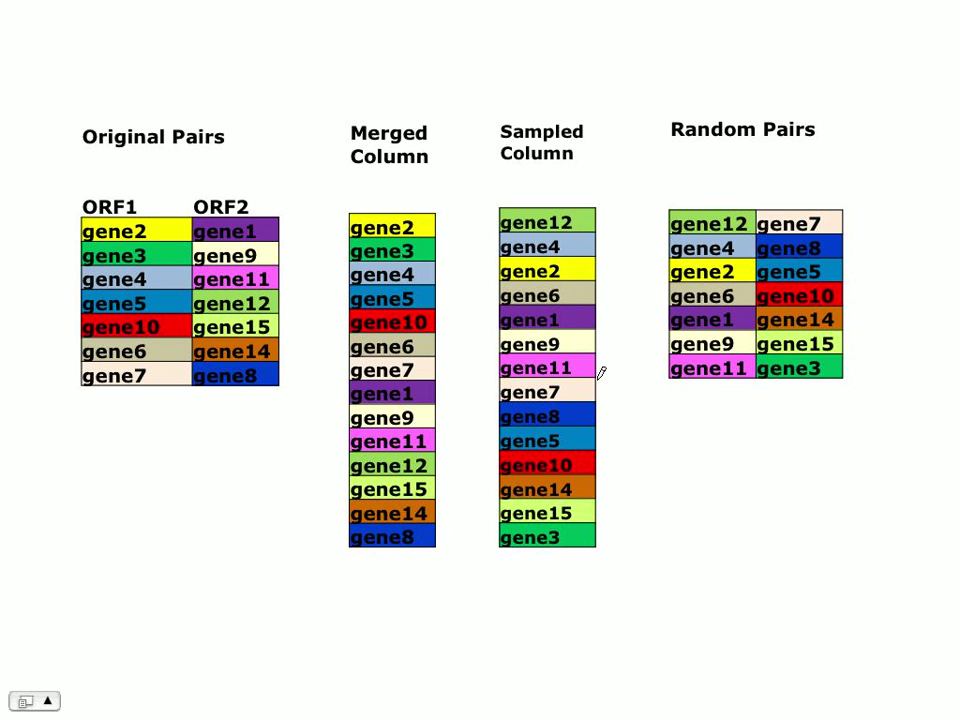 Original Pairs
ORF1 ORF2
gene2 gene1
gene3 gene9
gene4 gene11
gene5 gene12
gene10 gene15
gene6 gene14
gene7 gene8
Merged
Column
gene2
gene3
gene4
gene5
gene10
gene6
gene7
gene1
gene9
gene11
gene12
gene15
gene14
gene8
Sampled
Column
gene12
gene4
gene2
gene6
gene1
gene9
gene11
gene7
gene8
gene5
gene10
gene14
gene15
gene3
Random Pairs
gene12 gene7
gene4 gene8
gene2 gene5
gene6 gene10
gene1 gene14
gene9 gene15
gene11 gene3